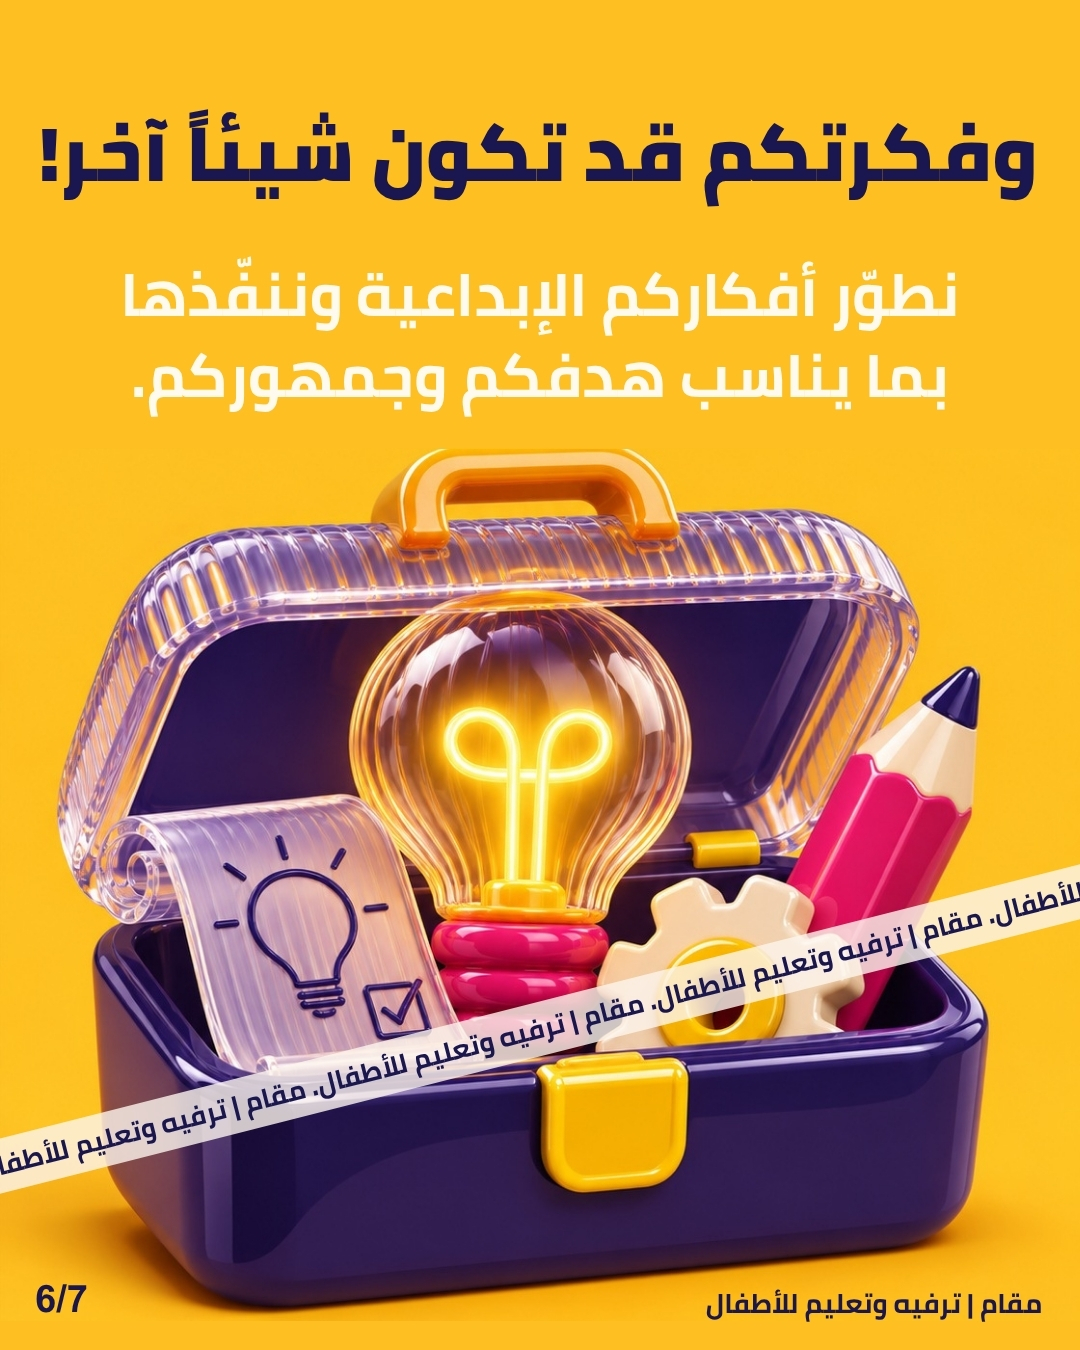 وفكرتكم قد تكون شيئاً آخر!
نطوّر أفكاركم الإبداعية وننفّذها
بما يناسب هدفكم وجمهوركم.
للأطفال. مقام | ترفيه وتعليم للأطفال. مقام | ترفيه وتعليم للأطفال. مقام | ترفيه وتعليم
مقام | ترفيه وتعليم للأطفال
6/7